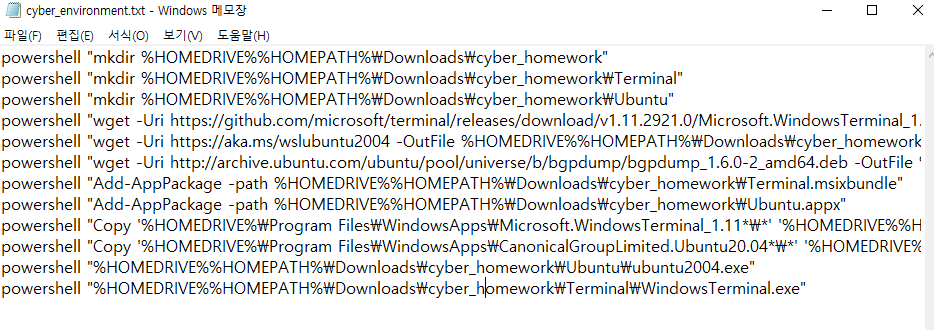 cyber_environment.txt - Windows 메모장
파일(F) 편집(E) 서식(O) 보기(V) 도움말(H)
powershell "mkdir %HOMEDRIVE%%HOMEPATH%₩Downloads₩cyber_homework"
powershell "mkdir %HOMEDRIVE%%HOMEPATH%₩Downloads₩cyber_homework₩Terminal"
powershell "mkdir %HOMEDRIVE%%HOMEPATH%₩Downloads₩cyber_homework₩Ubuntu"
powershell "wget -Uri https://github.com/microsoft/terminal/releases/download/v1.11.2921.0/Microsoft.WindowsTerminal_1.
powershell "wget -Uri https://aka.ms/wslubuntu2004 -OutFile %HOMEDRIVE%%HOMEPATH%₩Downloads₩cyber_homework
powershell "wget -Uri http://archive.ubuntu.com/ubuntu/pool/universe/b/bgpdump/bgpdump_1.6.0-2_amd64.deb -OutFile
powershell "Add-AppPackage -path %HOMEDRIVE%%HOMEPATH%₩Downloads₩cyber_homework₩Terminal.msixbundle"
powershell "Add-AppPackage -path %HOMEDRIVE%%HOMEPATH%₩Downloads₩cyber_homework₩Ubuntu.appx"
powershell "Copy '%HOMEDRIVE%₩Program Files₩WindowsApps₩Microsoft.WindowsTerminal_1.11*₩*' '%HOMEDRIVE%%H
powershell "Copy '%HOMEDRIVE%₩Program Files₩WindowsApps₩CanonicalGroupLimited.Ubuntu20.04*₩*' '%HOMEDRIVE%
powershell "%HOMEDRIVE%%HOMEPATH%₩Downloads₩cyber_homework₩Ubuntu₩ubuntu2004.exe"
powershell "%HOMEDRIVE%%HOMEPATH%₩Downloads₩cyber_homework₩Terminal₩WindowsTerminal.exe"